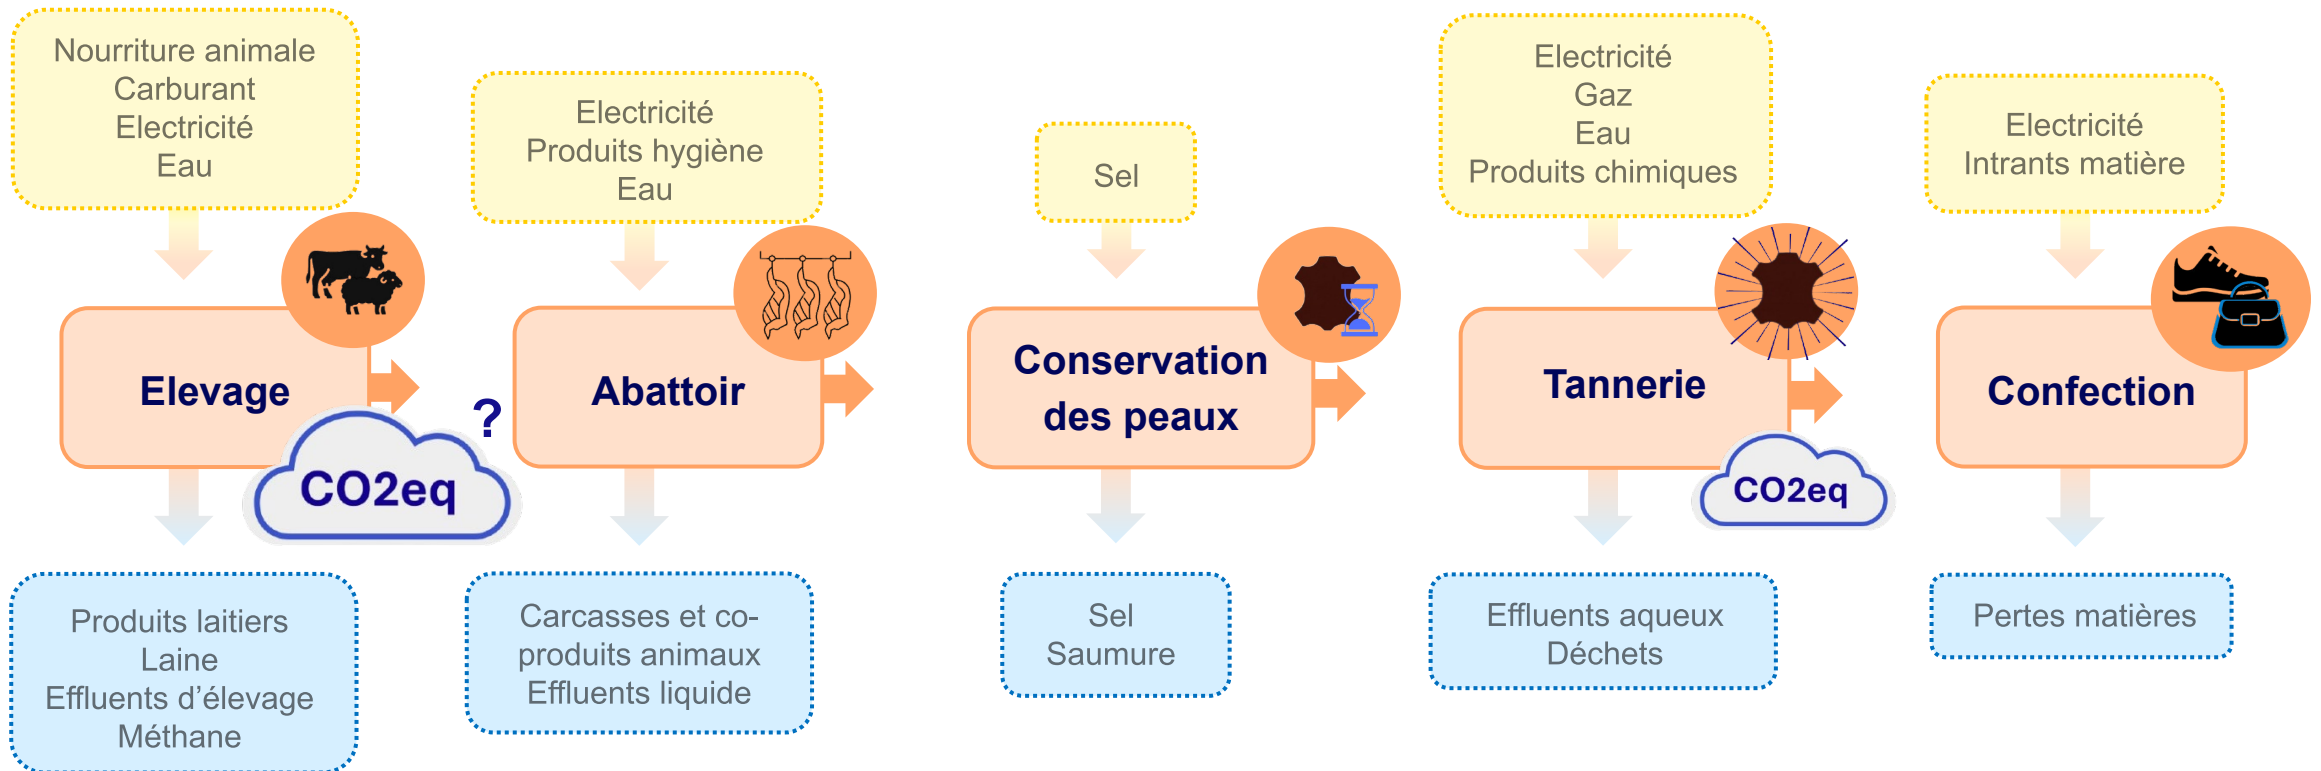 Nourriture animale
Carburant
Electricité
Eau
Electricité
Produits hygiène
Eau
Sel
Electricité
Gaz
Eau
Produits chimiques
Electricité
Intrants matière
Elevage
?
CO2eq
Abattoir
Conservation
des peaux
Tannerie
CO2eq
Confection
Produits laitiers
Laine
Effluents d’élevage
Méthane
Carcasses et co-
produits animaux
Effluents liquide
Sel
Saumure
Effluents aqueux
Déchets
Pertes matières